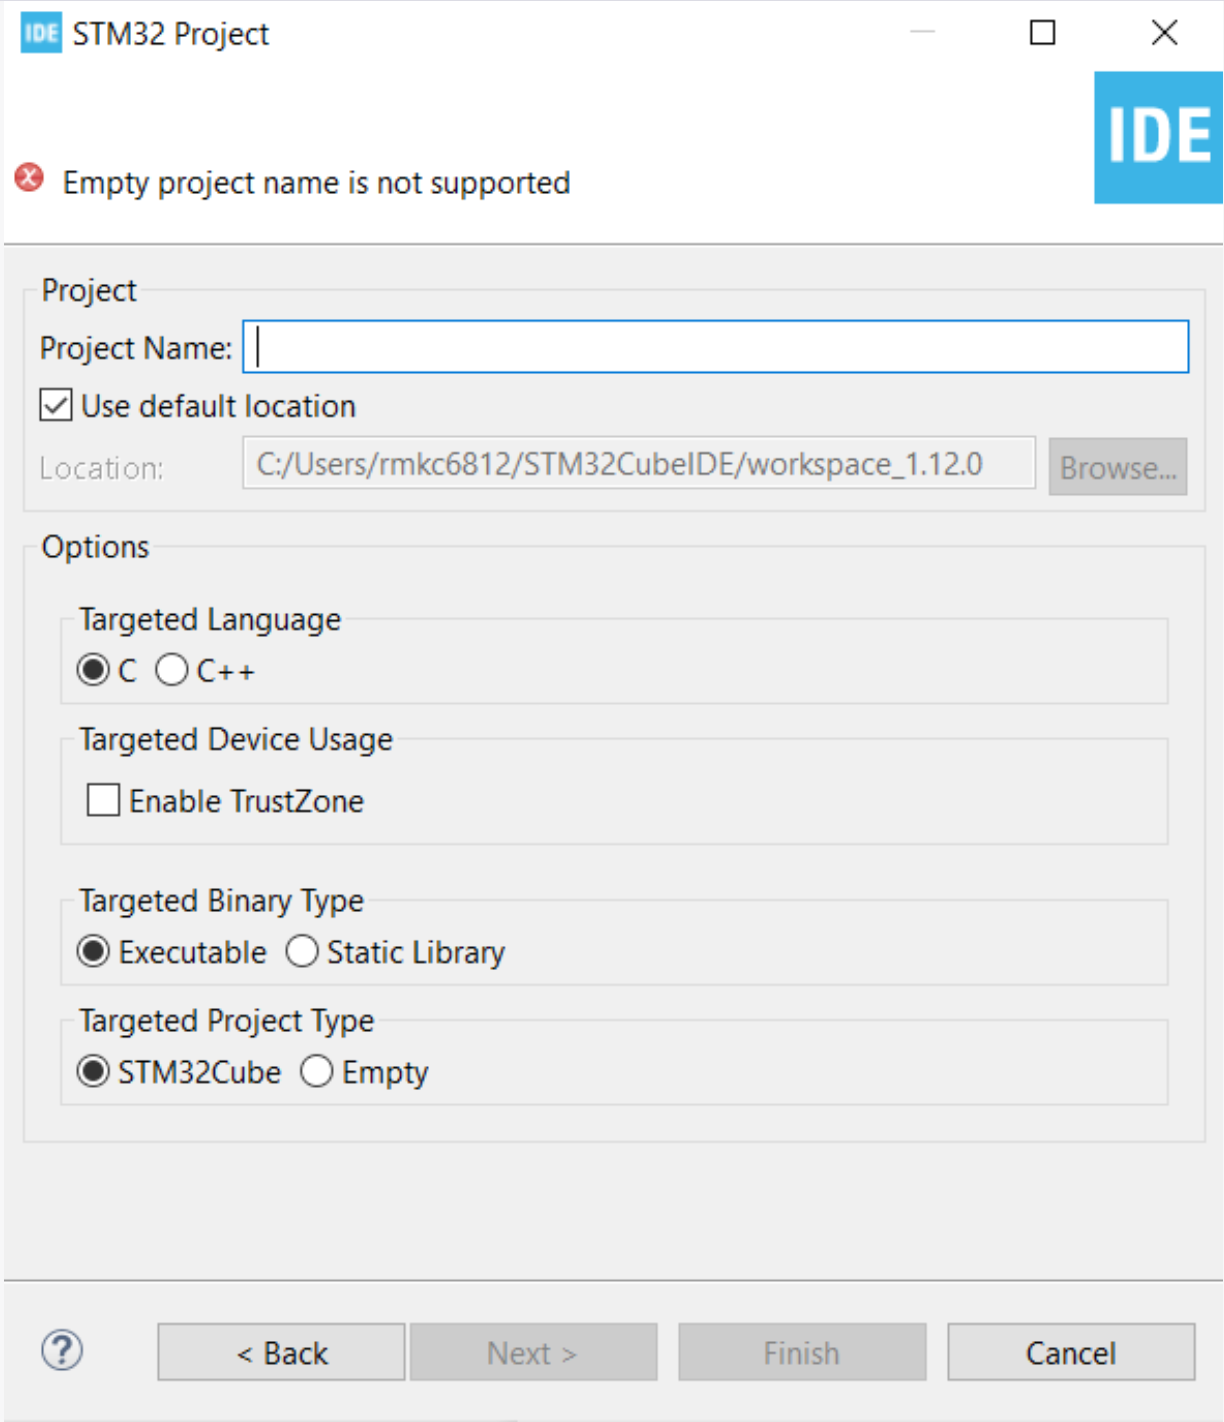 IDE STM32 Project
IDE
Empty project name is not supported
Project
Project Name:
Use default location
Location: C:/Users/rmkc6812/STM32CubeIDE/workspace_1.12.0 Browse...
Options
Targeted Language
C C++
Targeted Device Usage
Enable TrustZone
Targeted Binary Type
Executable Static Library
Targeted Project Type
STM32Cube Empty
? < Back Next > Finish Cancel